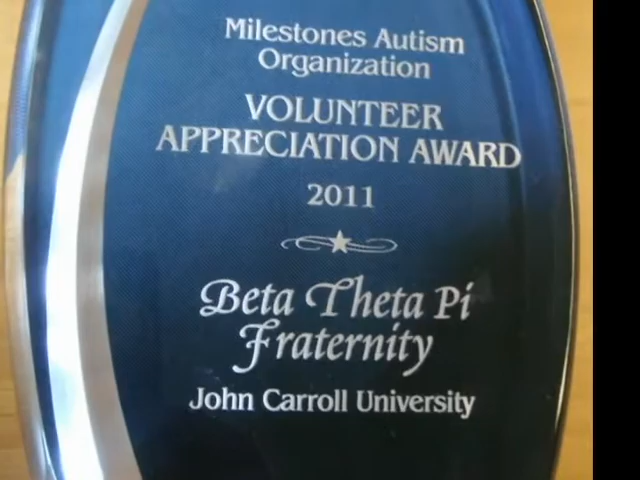 Milestones Autism
Organization
VOLUNTEER
APPRECIATION AWARD
2011
Beta Theta Pi
Fraternity
John Carroll University